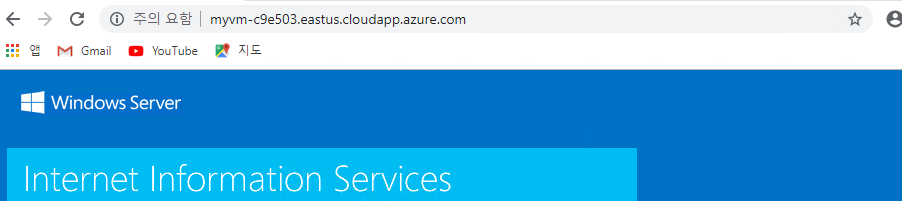 주의 요함 | myvm-c9e503.eastus.cloudapp.azure.com
앱 Gmail YouTube 지도
Windows Server
Internet Information Services